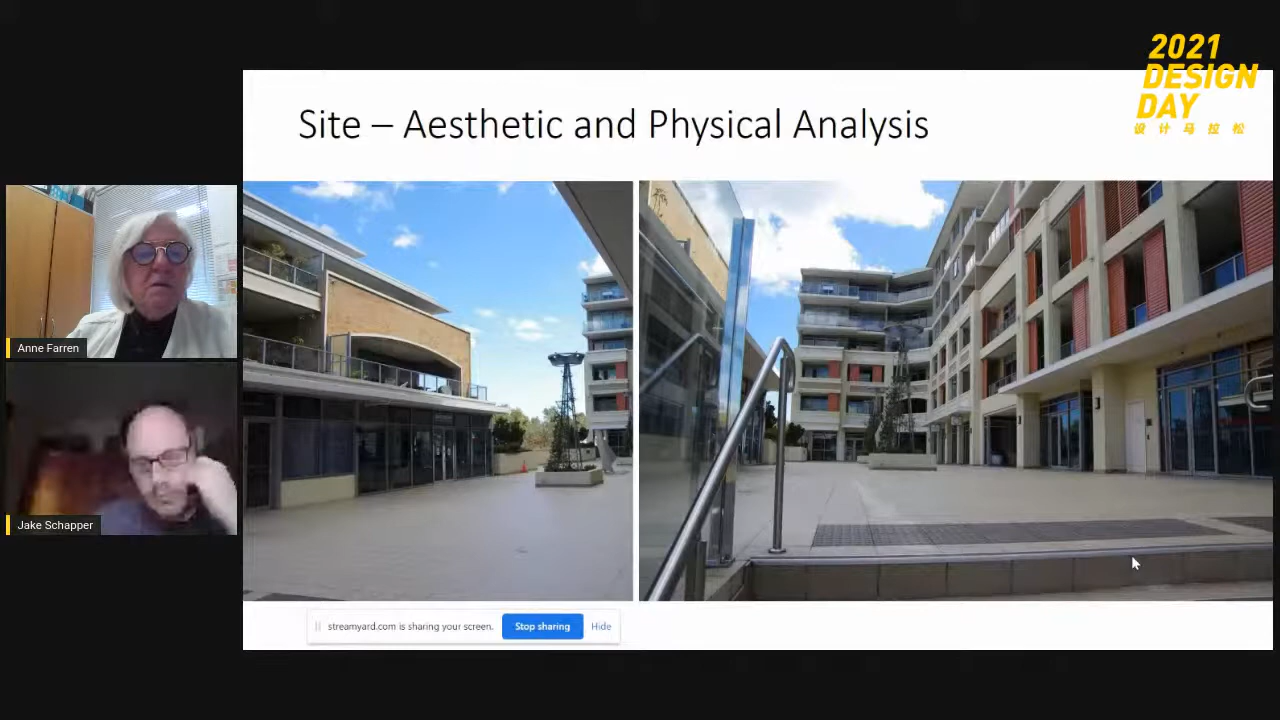 2021
DESIGN
DAY
设计马拉松
Site – Aesthetic and Physical Analysis
Anne Farren
Jake Schapper
streamyard.com is sharing your screen.
Stop sharing
Hide